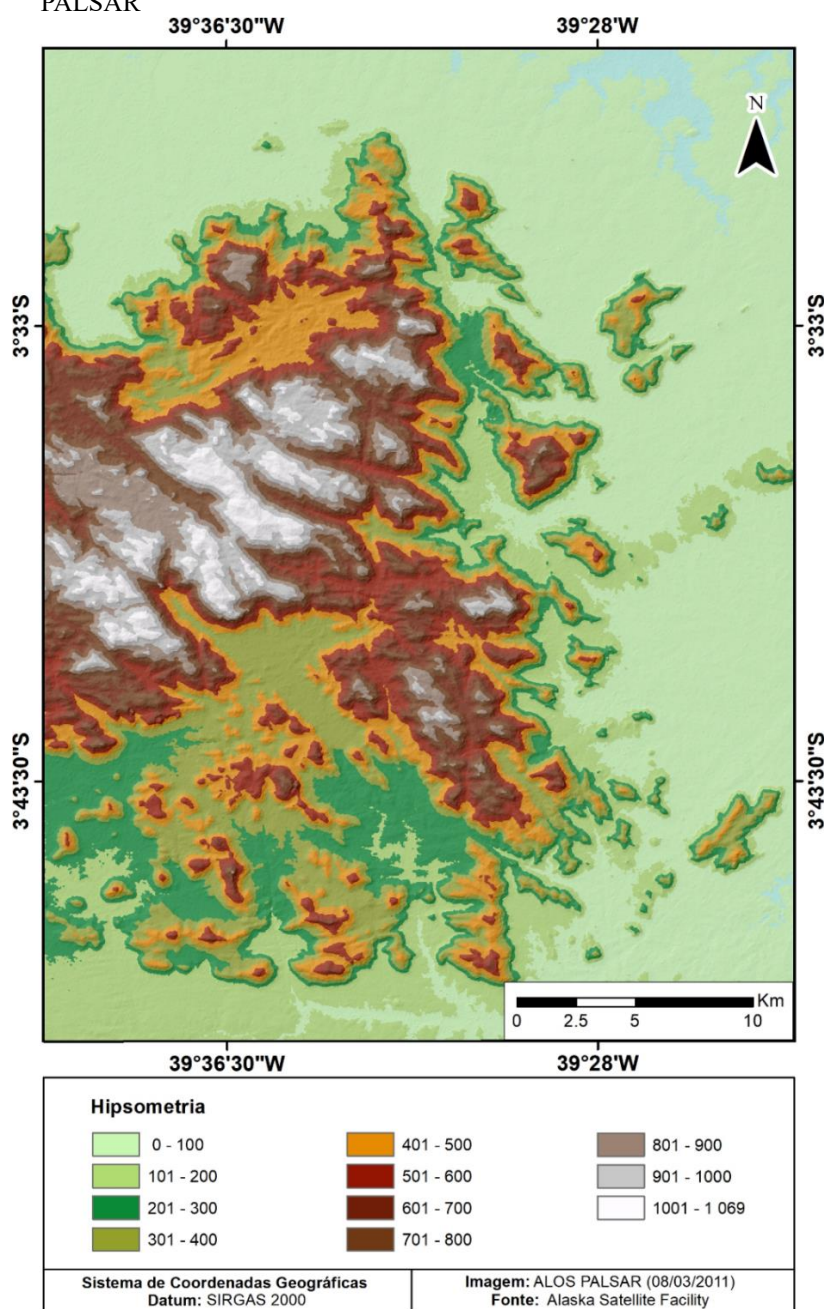 PALSAR
39°36'30"W 39°28'W
N
3°33'S 3°33'S
3°43'30"S 3°43'30"S
Km
0 2.5 5 10
39°36'30"W 39°28'W
Hipsometria
0 - 100 401 - 500 801 - 900
101 - 200 501 - 600 901 - 1000
201 - 300 601 - 700 1001 - 1 069
301 - 400 701 - 800
Sistema de Coordenadas Geográficas Imagem: ALOS PALSAR (08/03/2011)
Datum: SIRGAS 2000 Fonte: Alaska Satellite Facility